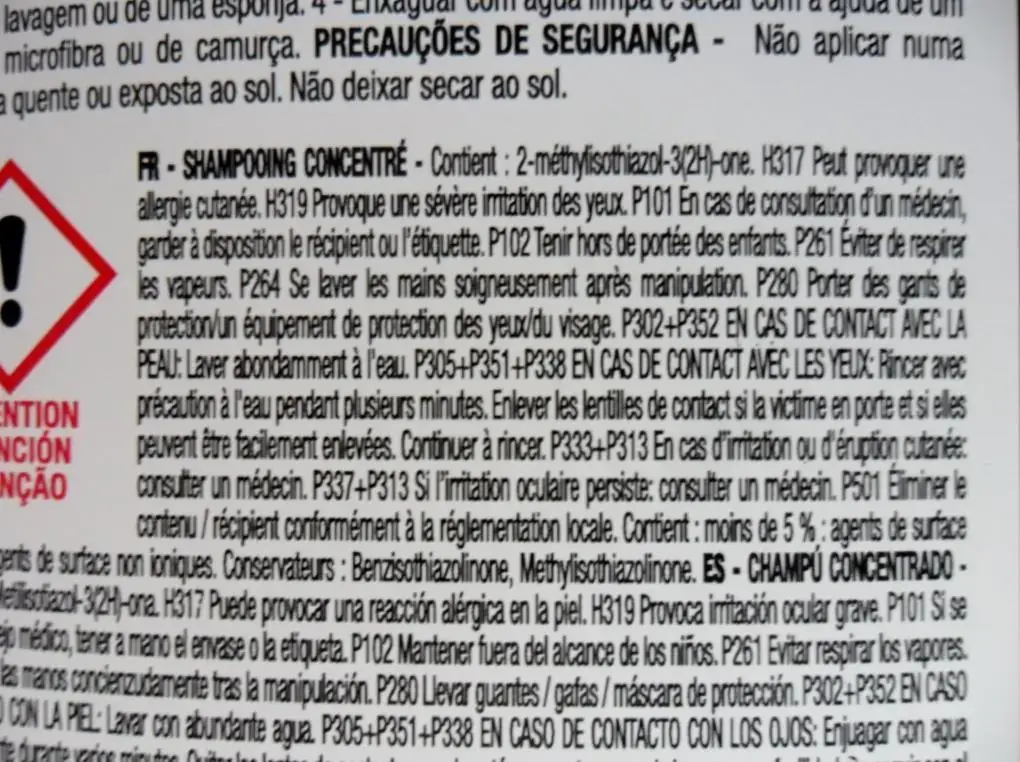 lavagem ou de uma esponja. 4 - Enxaguar com água limpa e secar com a ajuda de um
microfibra ou de camurça. PRECAUÇÕES DE SEGURANÇA - Não aplicar numa
a quente ou exposta ao sol. Não deixar secar ao sol.
FR - SHAMPOOING CONCENTRÉ - Contient : 2-méthylisothiazol-3(2H)-one. H317 Peut provoquer une
allergie cutanée. H319 Provoque une sévère irritation des yeux. P101 En cas de consultation d'un médecin,
garder à disposition le récipient ou l'étiquette. P102 Tenir hors de portée des enfants. P261 Éviter de respirer
les vapeurs. P264 Se laver les mains soigneusement après manipulation. P280 Porter des gants de
protection/un équipement de protection des yeux/du visage. P302+P352 EN CAS DE CONTACT AVEC LA
PEAU: Laver abondamment à l'eau. P305+P351+P338 EN CAS DE CONTACT AVEC LES YEUX: Rincer avec
précaution à l'eau pendant plusieurs minutes. Enlever les lentilles de contact si la victime en porte et si elles
peuvent être facilement enlevées. Continuer à rincer. P333+P313 En cas d'irritation ou d'éruption cutanée:
consulter un médecin. P337+P313 Si l'irritation oculaire persiste: consulter un médecin. P501 Éliminer le
contenu / récipient conformément à la réglementation locale. Contient : moins de 5 % : agents de surface
ENTION
NCIÓN
NÇÃO
gents de surface non ioniques. Conservateurs : Benzisothiazolinone, Methylisothiazolinone. ES - CHAMPÚ CONCENTRADO -
Metilisotiazol-3(2H)-ona. H317 Puede provocar una reacción alérgica en la piel. H319 Provoca irritación ocular grave. P101 Si se
ejo médico, tener a mano el envase o la etiqueta. P102 Mantener fuera del alcance de los niños. P261 Evitar respirar los vapores.
las manos concienzudamente tras la manipulación. P280 Llevar guantes / gafas / máscara de protección. P302+P352 EN CASO
O CON LA PIEL: Lavar con abundante agua. P305+P351+P338 EN CASO DE CONTACTO CON LOS OJOS: Enjuagar con agua
durante varios minutos.